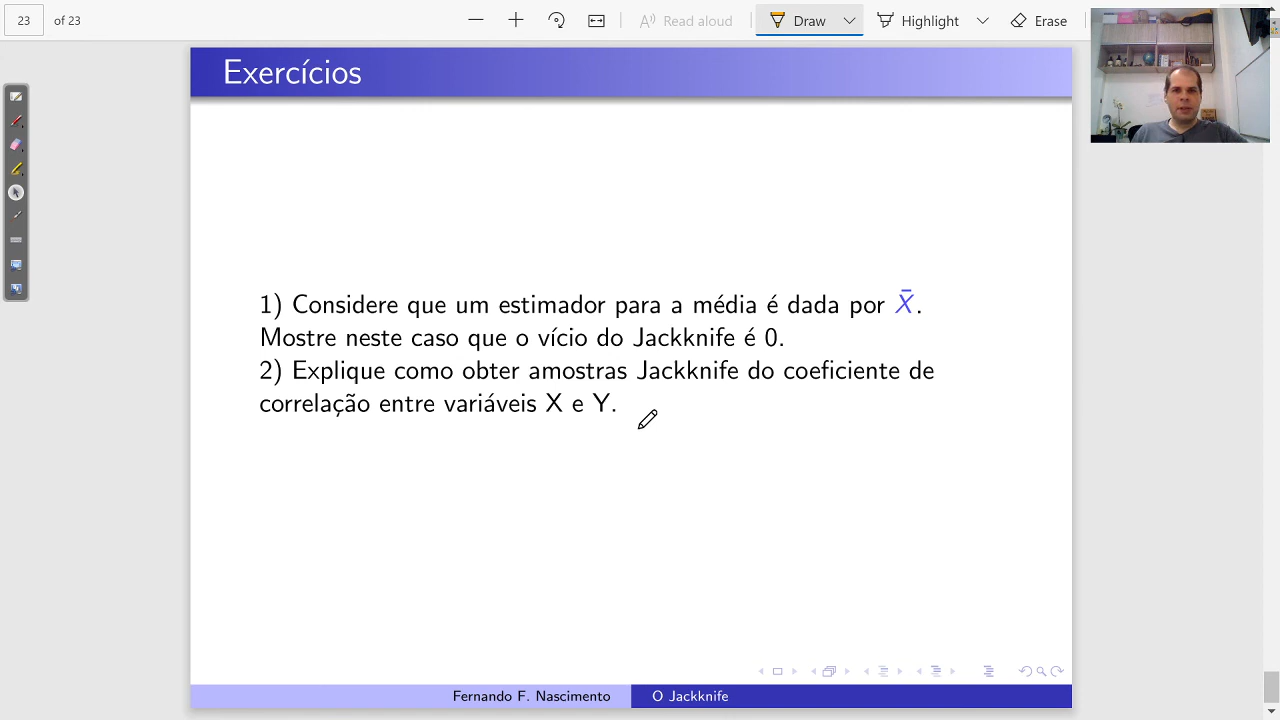 23 of 23
Read aloud
Draw
Highlight
Erase
Exercícios
1) Considere que um estimador para a média é dada por X̄.
Mostre neste caso que o vício do Jackknife é 0.
2) Explique como obter amostras Jackknife do coeficiente de
correlação entre variáveis X e Y.
Fernando F. Nascimento
O Jackknife